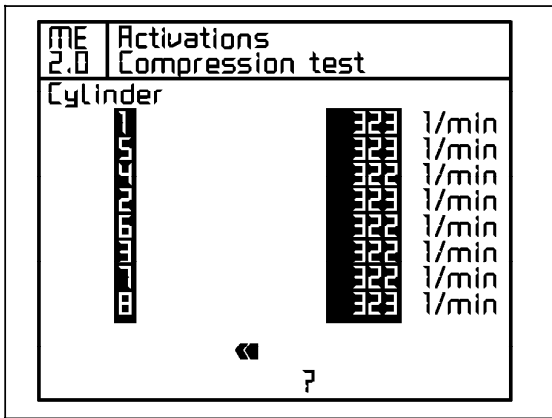 ME Activations
2.0 Compression test
Cylinder
1 323 1/min
5 323 1/min
4 322 1/min
2 323 1/min
6 322 1/min
3 322 1/min
7 322 1/min
8 323 1/min
?